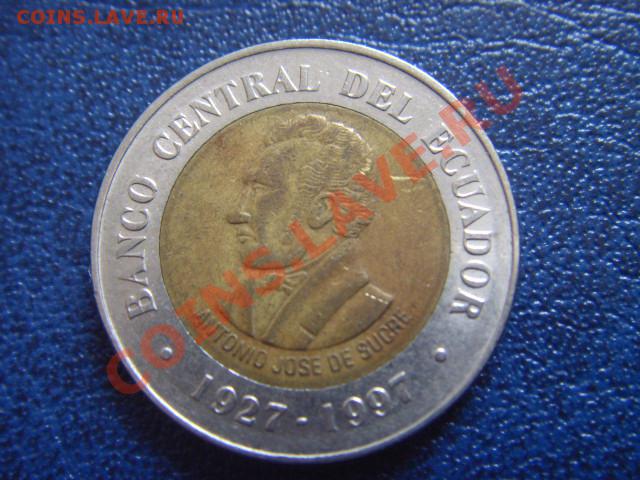 COINS.LAVE.RU
BANCO CENTRAL DEL ECUADOR
ANTONIO JOSE DE SUCRE
• 1927 - 1997 •
COINS.LAVE.RU